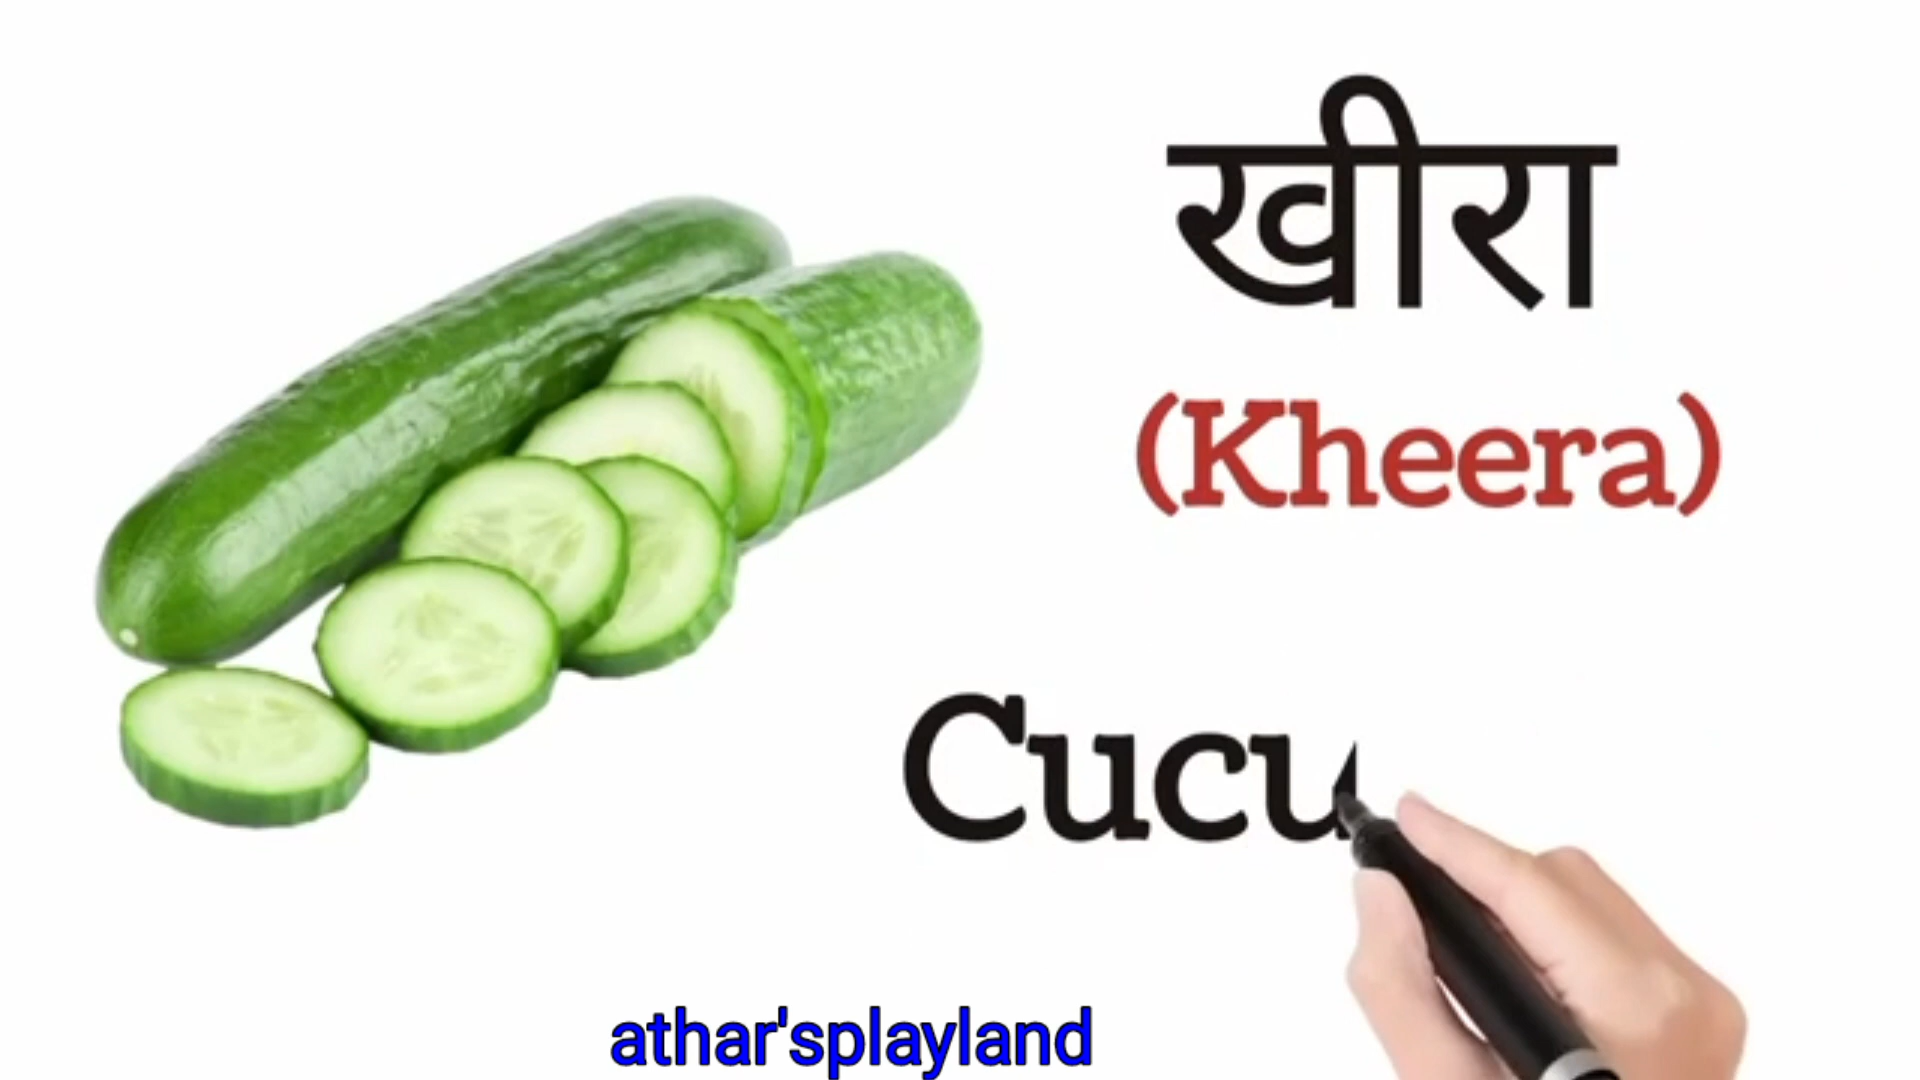 खीरा
(Kheera)
Cucu
athar'splayland